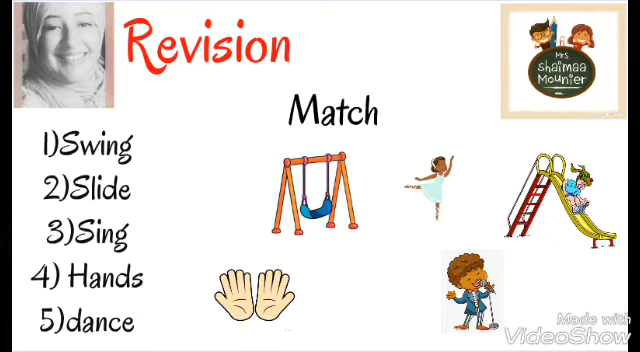 Revision
Mrs
Shaimaa
Mounier
Match
1)Swing
2)Slide
3)Sing
4) Hands
5)dance
Made with
VideoShow